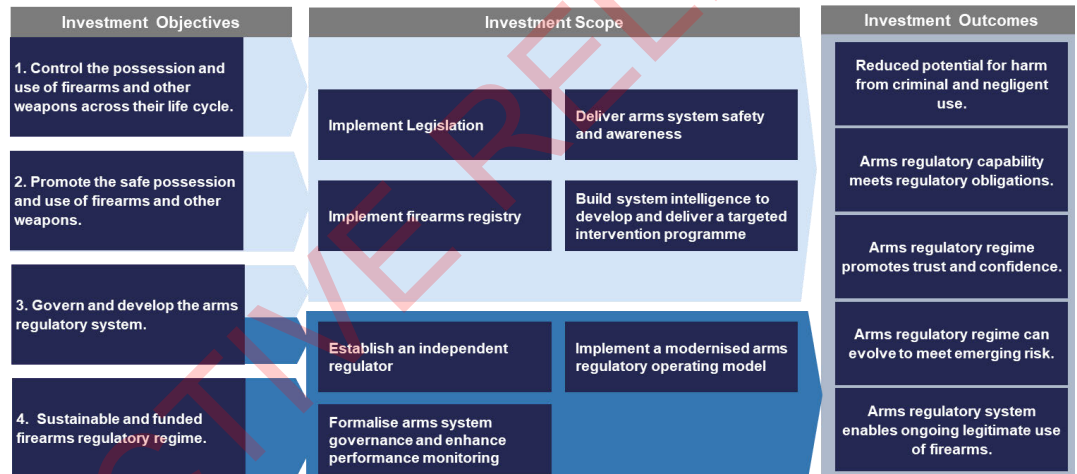 Investment Objectives
Investment Scope
Investment Outcomes
1. Control the possession and
use of firearms and other
weapons across their life cycle.
2. Promote the safe possession
and use of firearms and other
weapons.
3. Govern and develop the arms
regulatory system.
4. Sustainable and funded
firearms regulatory regime.
Implement Legislation
Deliver arms system safety
and awareness
Implement firearms registry
Build system intelligence to
develop and deliver a targeted
intervention programme
Establish an independent
regulator
Implement a modernised arms
regulatory operating model
Formalise arms system
governance and enhance
performance monitoring
Reduced potential for harm
from criminal and negligent
use.
Arms regulatory capability
meets regulatory obligations.
Arms regulatory regime
promotes trust and confidence.
Arms regulatory regime can
evolve to meet emerging risk.
Arms regulatory system
enables ongoing legitimate use
of firearms.
CTIVE REL